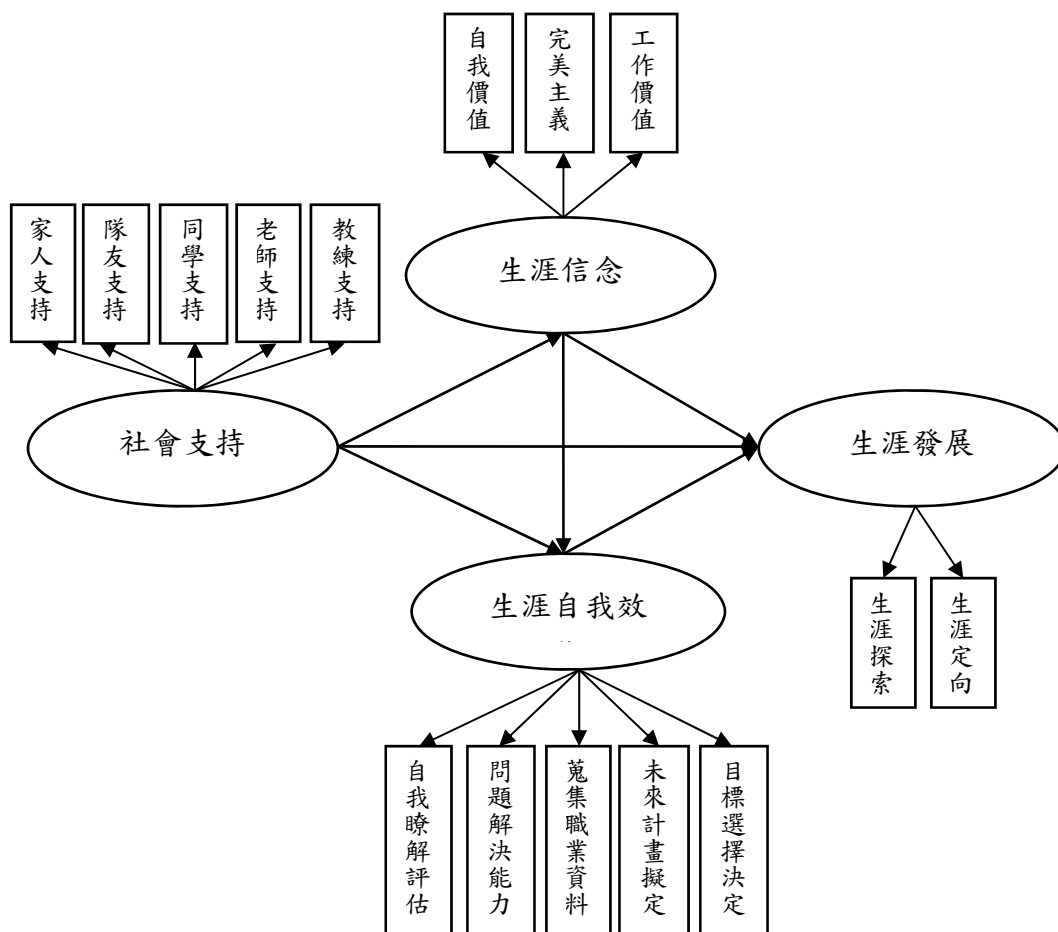 自我價值
完美主義
工作價值
家人支持
隊友支持
同學支持
老師支持
教練支持
生涯信念
社會支持
生涯發展
生涯自我效
生涯探索
生涯定向
自我瞭解評估
問題解決能力
蒐集職業資料
未來計畫擬定
目標選擇決定